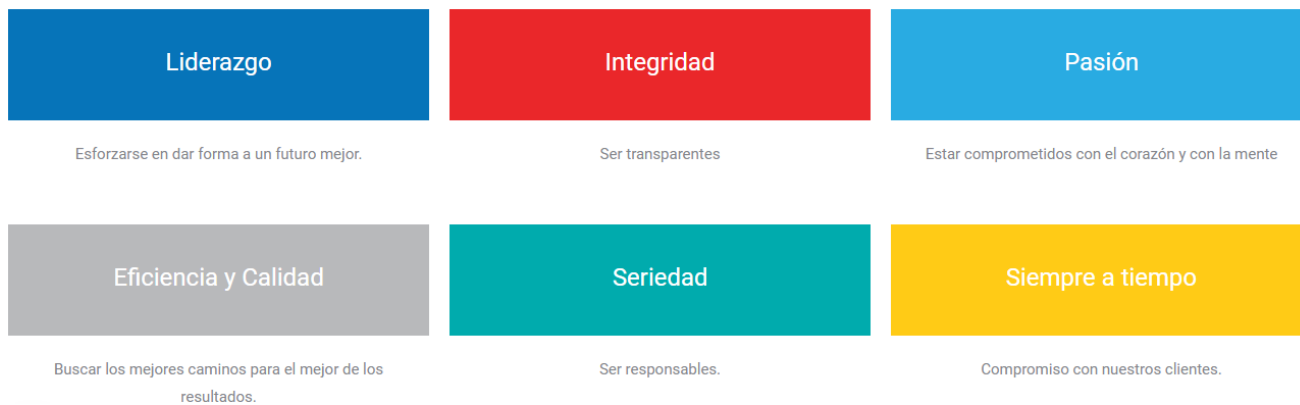 Liderazgo
Esforzarse en dar forma a un futuro mejor.
Integridad
Ser transparentes
Pasión
Estar comprometidos con el corazón y con la mente
Eficiencia y Calidad
Buscar los mejores caminos para el mejor de los
resultados.
Seriedad
Ser responsables.
Siempre a tiempo
Compromiso con nuestros clientes.